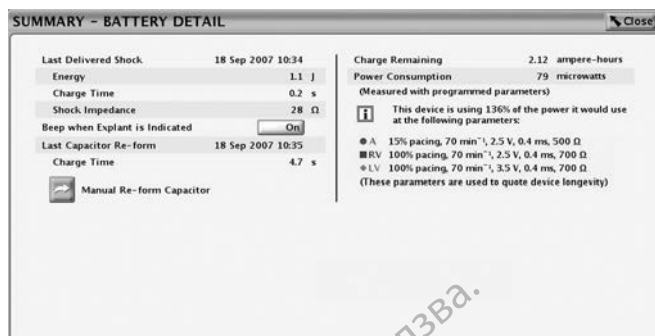 SUMMARY - BATTERY DETAIL
Close
Last Delivered Shock 18 Sep 2007 10:34
Energy 1.1 J
Charge Time 0.2 s
Shock Impedance 28 Ω
Beep when Explant is Indicated On
Last Capacitor Re-form 18 Sep 2007 10:35
Charge Time 4.7 s
Manual Re-form Capacitor
Charge Remaining 2.12 ampere-hours
Power Consumption 79 microwatts
(Measured with programmed parameters)
i This device is using 136% of the power it would use
at the following parameters:
A 15% pacing, 70 min⁻¹, 2.5 V, 0.4 ms, 500 Ω
RV 100% pacing, 70 min⁻¹, 2.5 V, 0.4 ms, 700 Ω
LV 100% pacing, 70 min⁻¹, 3.5 V, 0.4 ms, 700 Ω
(These parameters are used to quote device longevity)